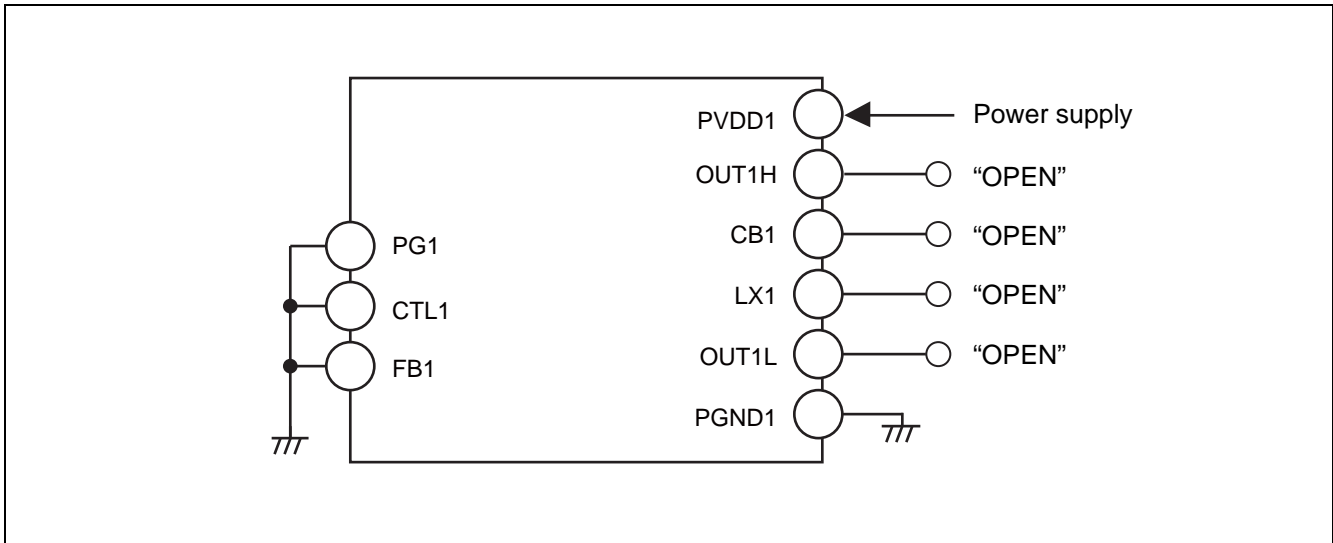 PVDD1 Power supply
OUT1H “OPEN”
CB1 “OPEN”
PG1
LX1 “OPEN”
CTL1
OUT1L “OPEN”
FB1
PGND1